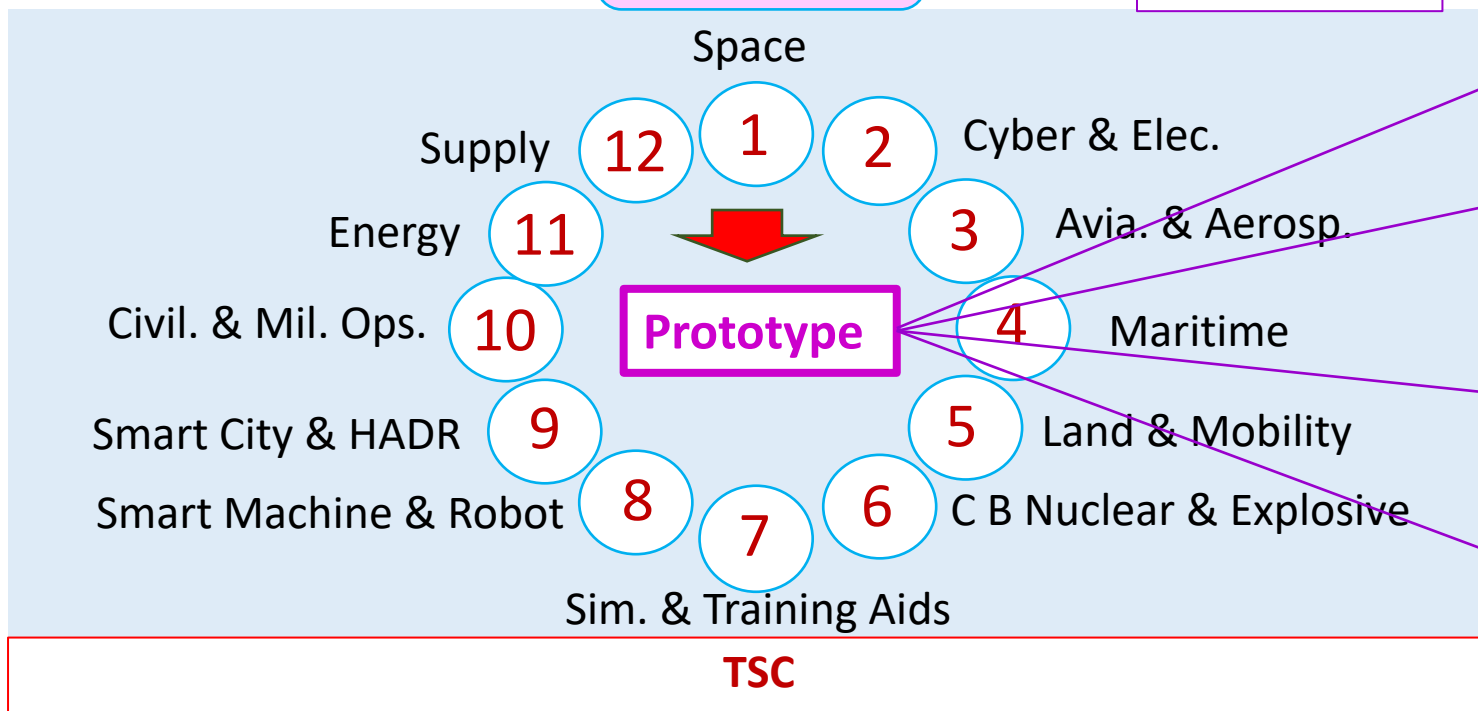 Space
1
2
Cyber & Elec.
3
Avia. & Aerosp.
4
Maritime
5
Land & Mobility
6
C B Nuclear & Explosive
7
Sim. & Training Aids
8
Smart Machine & Robot
9
Smart City & HADR
10
Civil. & Mil. Ops.
11
Energy
12
Supply
Prototype
TSC